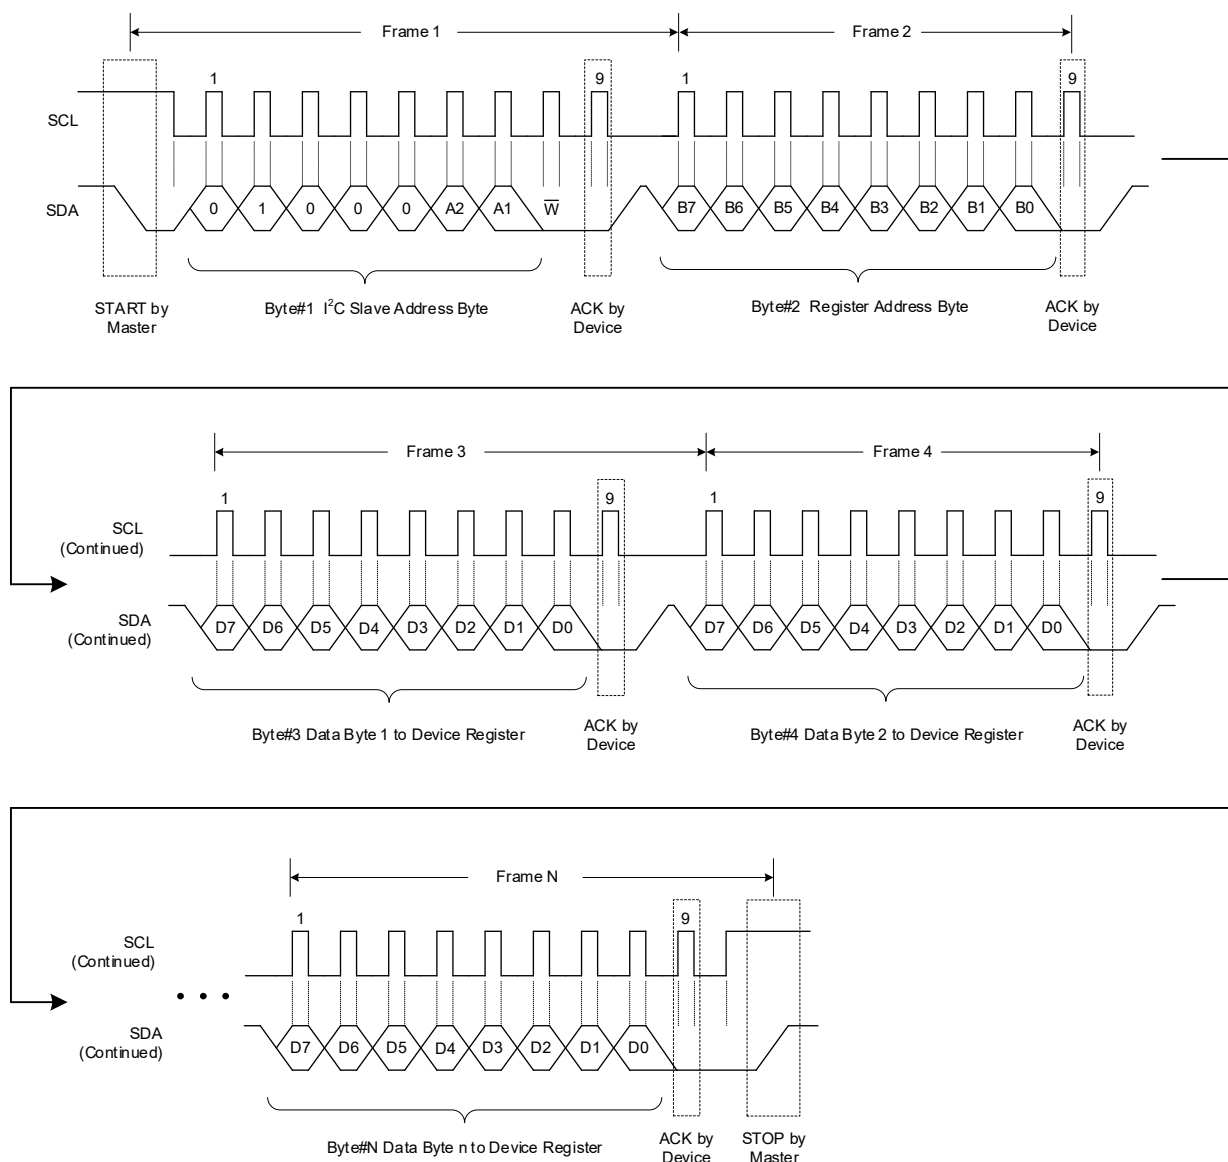 Frame 1
Frame 2
1
9
1
9
SCL
SDA
0 1 0 0 0 A2 A1 W̅
B7 B6 B5 B4 B3 B2 B1 B0
START by
Master
Byte#1 I²C Slave Address Byte
ACK by
Device
Byte#2 Register Address Byte
ACK by
Device
Frame 3
Frame 4
1
9
1
9
SCL
(Continued)
SDA
(Continued)
D7 D6 D5 D4 D3 D2 D1 D0
D7 D6 D5 D4 D3 D2 D1 D0
Byte#3 Data Byte 1 to Device Register
ACK by
Device
Byte#4 Data Byte 2 to Device Register
ACK by
Device
Frame N
1
9
SCL
(Continued)
• • •
SDA
(Continued)
D7 D6 D5 D4 D3 D2 D1 D0
Byte#N Data Byte n to Device Register
ACK by
Device
STOP by
Master